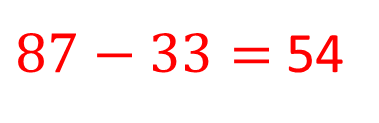 87 − 33 = 54